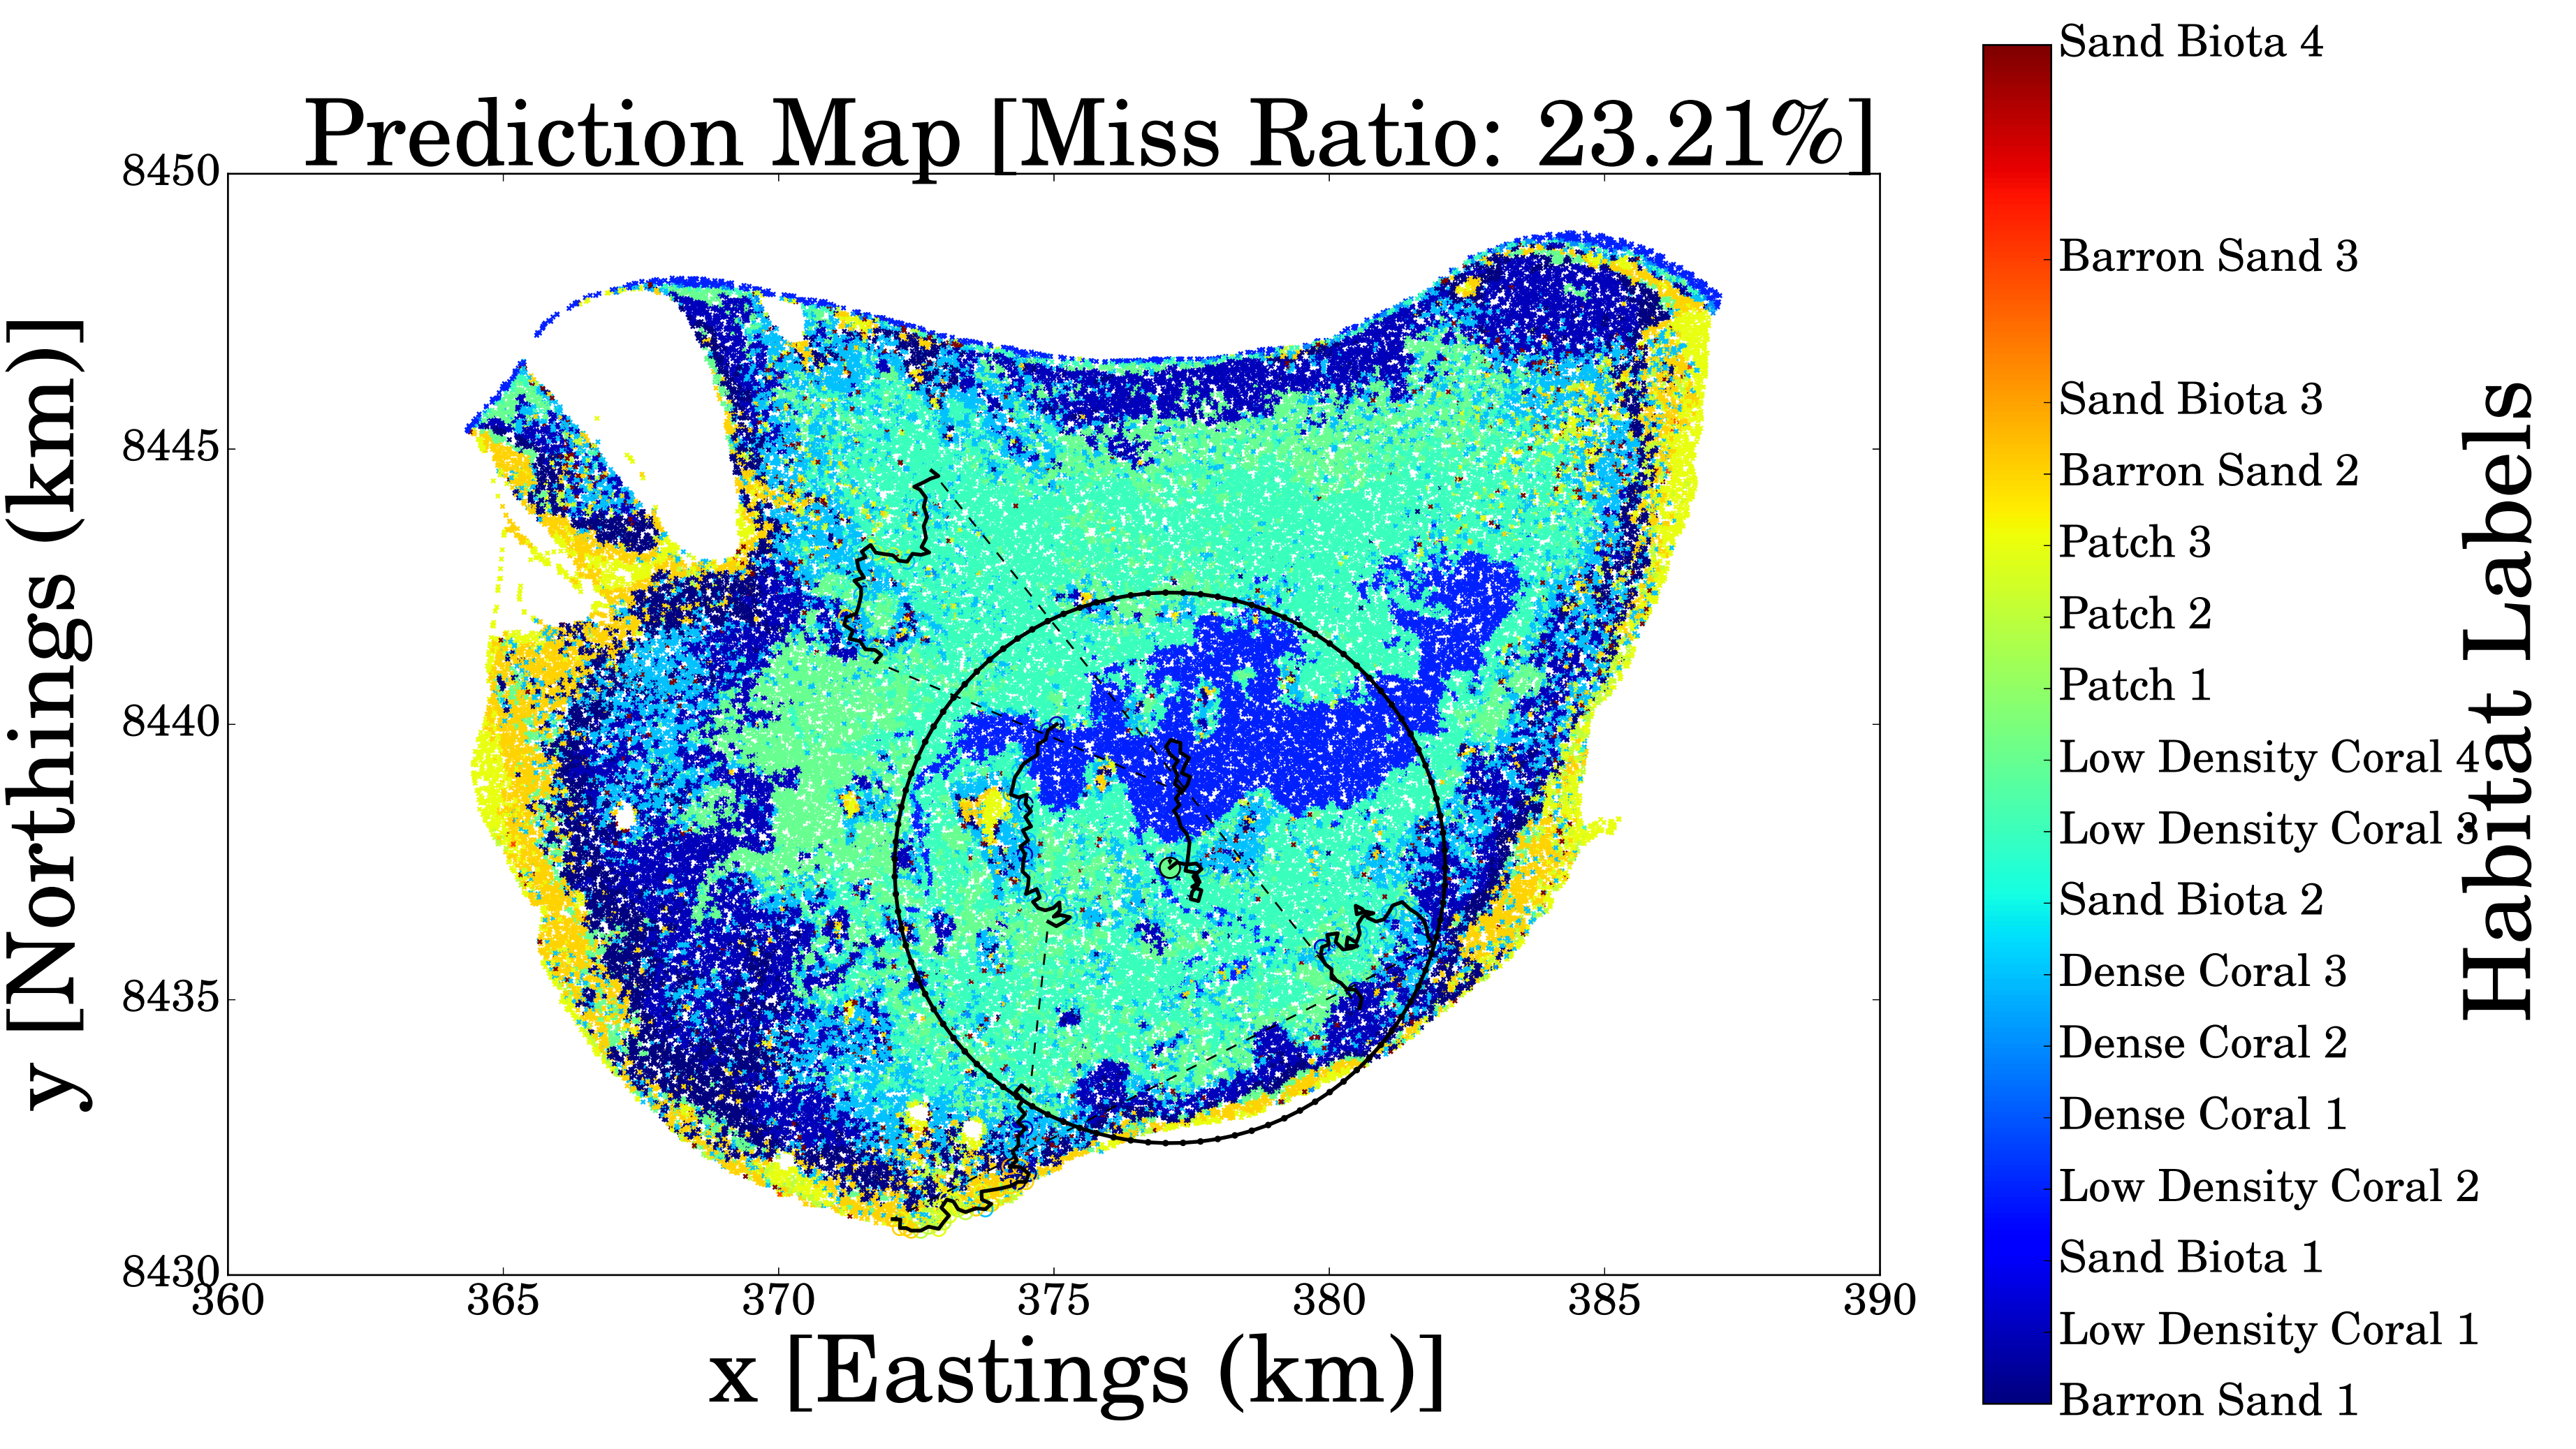 Prediction Map [Miss Ratio: 23.21%]
y [Northings (km)]
8450
8445
8440
8435
8430
360 365 370 375 380 385 390
x [Eastings (km)]
Sand Biota 4
Barron Sand 3
Sand Biota 3
Barron Sand 2
Patch 3
Patch 2
Patch 1
Low Density Coral 4
Low Density Coral 3
Sand Biota 2
Dense Coral 3
Dense Coral 2
Dense Coral 1
Low Density Coral 2
Sand Biota 1
Low Density Coral 1
Barron Sand 1
Habitat Labels